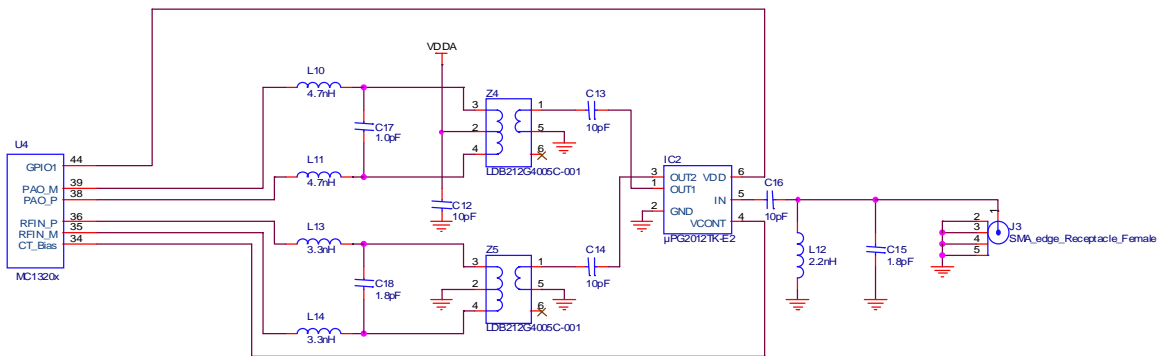 VDDA
L10
4.7nH
C17
1.0pF
Z4
3
2
4
1
5
6
LDB212G4005C-001
C13
10pF
U4
GPIO1
44
PAO_M
39
PAO_P
38
RFIN_P
36
RFIN_M
35
CT_Bias
34
MC1320x
L11
4.7nH
C12
10pF
IC2
3
OUT2
VDD
6
1
OUT1
IN
5
2
GND
VCONT
4
µPG2012TK-E2
C16
10pF
L12
2.2nH
C15
1.8pF
1
2
3
4
5
J3
SMA_edge_Receptacle_Female
L13
3.3nH
C18
1.8pF
L14
3.3nH
Z5
3
2
4
1
5
6
LDB212G4005C-001
C14
10pF